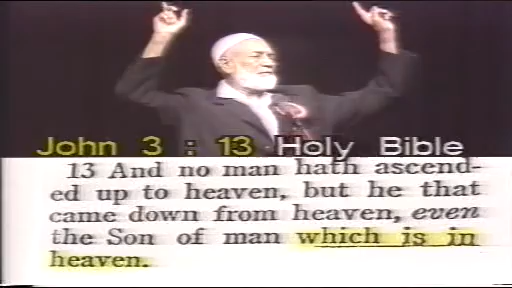 John 3 : 13 Holy Bible
13 And no man hath ascend-
ed up to heaven, but he that
came down from heaven, even
the Son of man which is in
heaven.